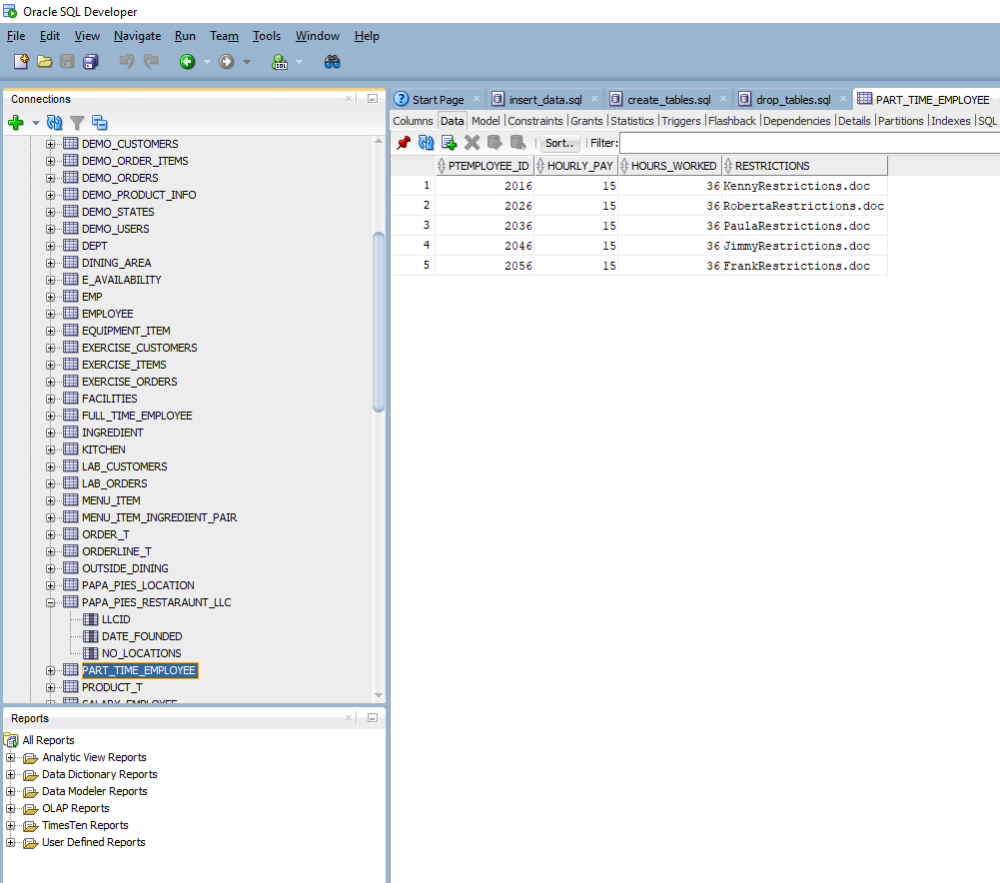 Oracle SQL Developer
File Edit View Navigate Run Team Tools Window Help
SQL
Connections
DEMO_CUSTOMERS
DEMO_ORDER_ITEMS
DEMO_ORDERS
DEMO_PRODUCT_INFO
DEMO_STATES
DEMO_USERS
DEPT
DINING_AREA
E_AVAILABILITY
EMP
EMPLOYEE
EQUIPMENT_ITEM
EXERCISE_CUSTOMERS
EXERCISE_ITEMS
EXERCISE_ORDERS
FACILITIES
FULL_TIME_EMPLOYEE
INGREDIENT
KITCHEN
LAB_CUSTOMERS
LAB_ORDERS
MENU_ITEM
MENU_ITEM_INGREDIENT_PAIR
ORDER_T
ORDERLINE_T
OUTSIDE_DINING
PAPA_PIES_LOCATION
PAPA_PIES_RESTARAUNT_LLC
LLCID
DATE_FOUNDED
NO_LOCATIONS
PART_TIME_EMPLOYEE
PRODUCT_T
SALARY_EMPLOYEE
Reports
All Reports
Analytic View Reports
Data Dictionary Reports
Data Modeler Reports
OLAP Reports
TimesTen Reports
User Defined Reports
Start Page insert_data.sql create_tables.sql drop_tables.sql PART_TIME_EMPLOYEE
Columns Data Model Constraints Grants Statistics Triggers Flashback Dependencies Details Partitions Indexes SQL
Sort.. Filter:
PTEMPLOYEE_ID HOURLY_PAY HOURS_WORKED RESTRICTIONS
1 2016 15 36 KennyRestrictions.doc
2 2026 15 36 RobertaRestrictions.doc
3 2036 15 36 PaulaRestrictions.doc
4 2046 15 36 JimmyRestrictions.doc
5 2056 15 36 FrankRestrictions.doc